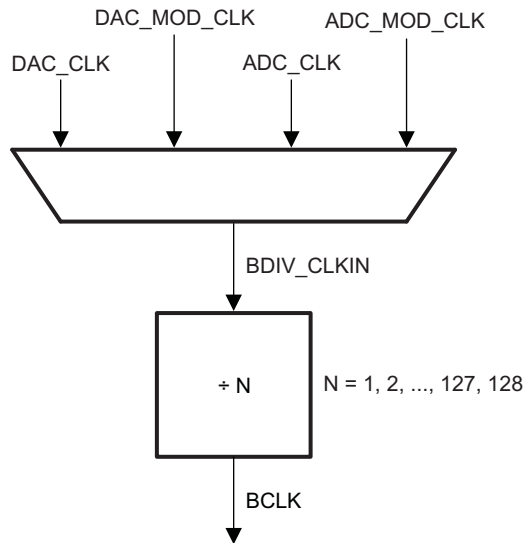 DAC_MOD_CLK
ADC_MOD_CLK
DAC_CLK
ADC_CLK
BDIV_CLKIN
÷ N
N = 1, 2, ..., 127, 128
BCLK